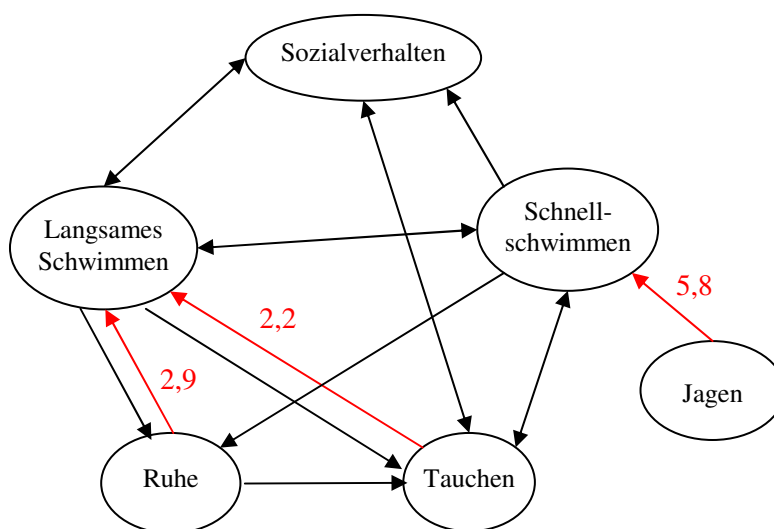 Sozialverhalten
Langsames
Schwimmen
Schnell-
schwimmen
5,8
2,2
2,9
Jagen
Ruhe
Tauchen